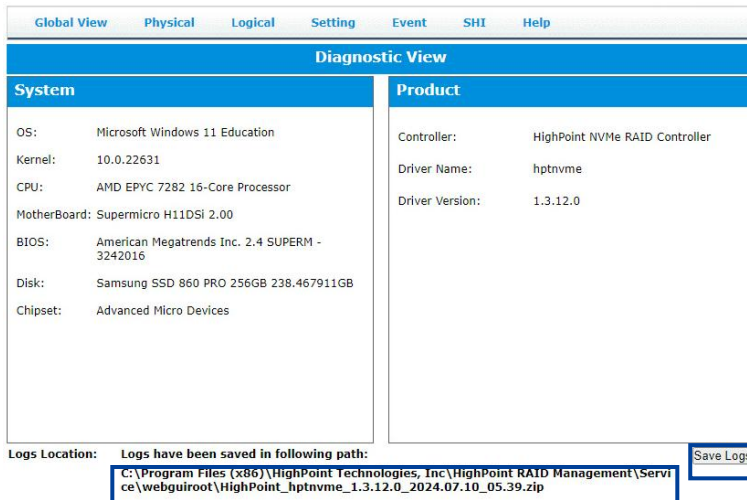 Global View Physical Logical Setting Event SHI Help
Diagnostic View
System
OS: Microsoft Windows 11 Education
Kernel: 10.0.22631
CPU: AMD EPYC 7282 16-Core Processor
MotherBoard: Supermicro H11DSi 2.00
BIOS: American Megatrends Inc. 2.4 SUPERM -
3242016
Disk: Samsung SSD 860 PRO 256GB 238.467911GB
Chipset: Advanced Micro Devices
Product
Controller: HighPoint NVMe RAID Controller
Driver Name: hptnvme
Driver Version: 1.3.12.0
Logs Location: Logs have been saved in following path:
C:\Program Files (x86)\HighPoint Technologies, Inc\HighPoint RAID Management\Servi
ce\webguiroot\HighPoint_hptnvme_1.3.12.0_2024.07.10_05.39.zip
Save Logs